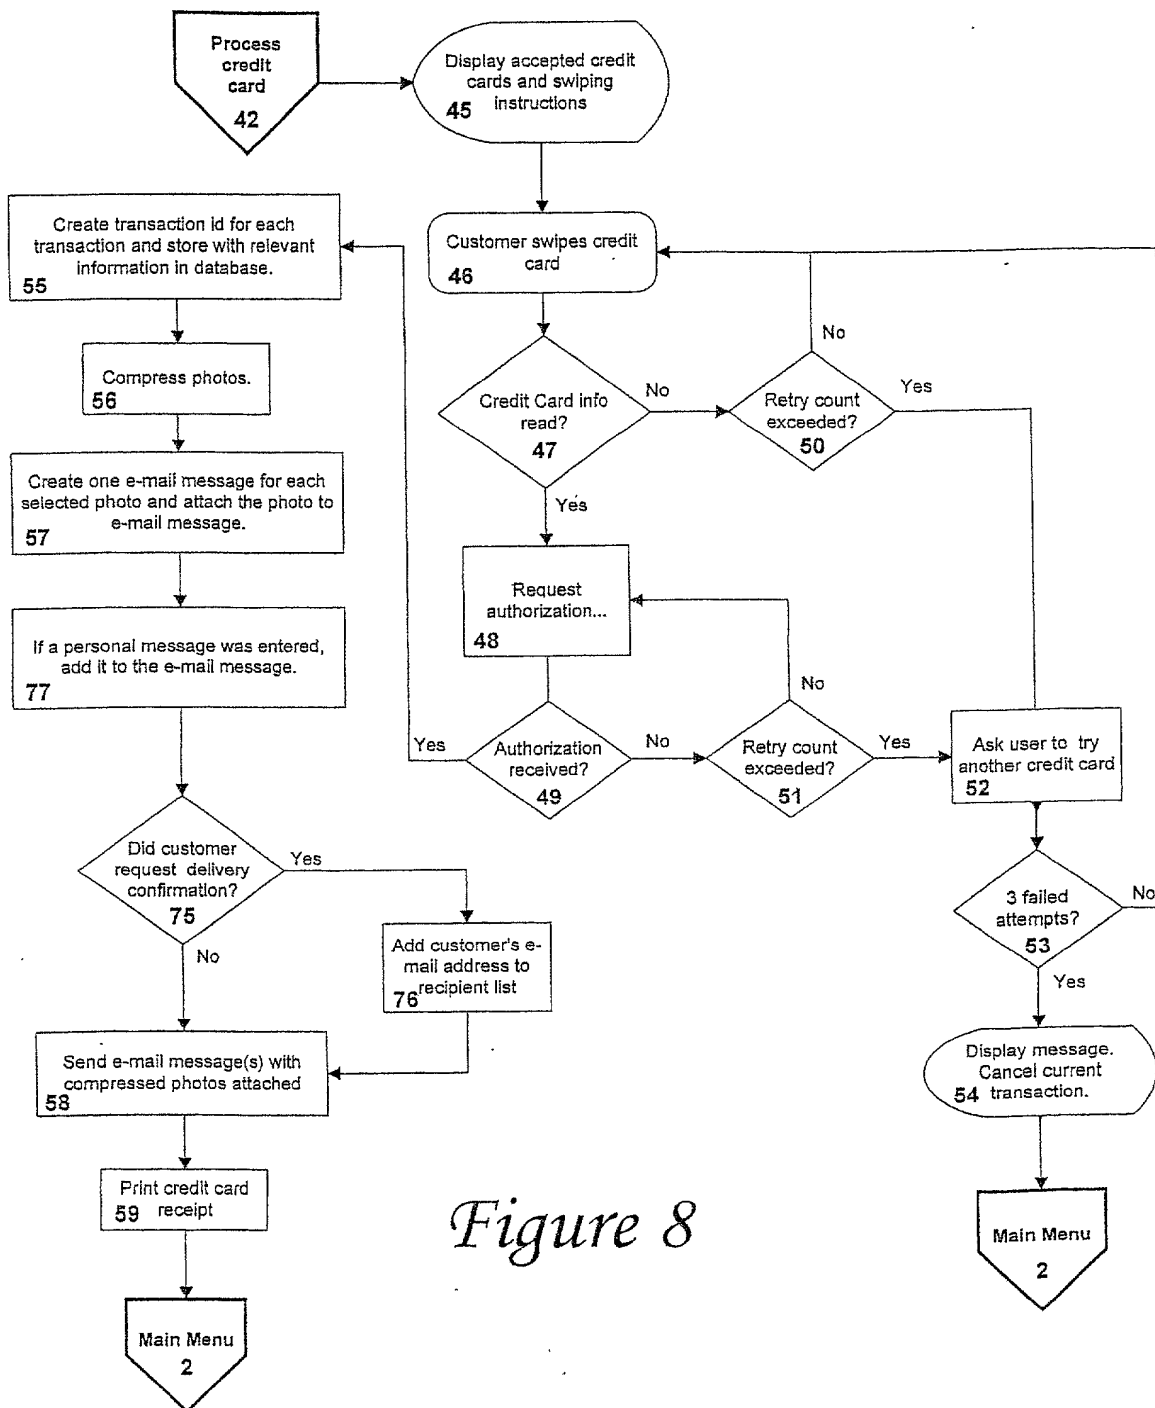 Process
credit
card
42
Display accepted credit
cards and swiping
instructions
45
Create transaction id for each
transaction and store with relevant
information in database.
55
Customer swipes credit
card
46
No
Compress photos.
56
Credit Card info
read?
47
No
Retry count
exceeded?
50
Yes
Create one e-mail message for each
selected photo and attach the photo to
e-mail message.
57
Yes
Request
authorization...
48
If a personal message was entered,
add it to the e-mail message.
77
No
Yes
Authorization
received?
49
No
Retry count
exceeded?
51
Yes
Ask user to try
another credit card
52
Did customer
request delivery
confirmation?
75
Yes
No
3 failed
attempts?
53
No
Yes
Add customer's e-
mail address to
recipient list
76
Send e-mail message(s) with
compressed photos attached
58
Display message.
Cancel current
transaction.
54
Print credit card
receipt
59
Figure 8
Main Menu
2
Main Menu
2